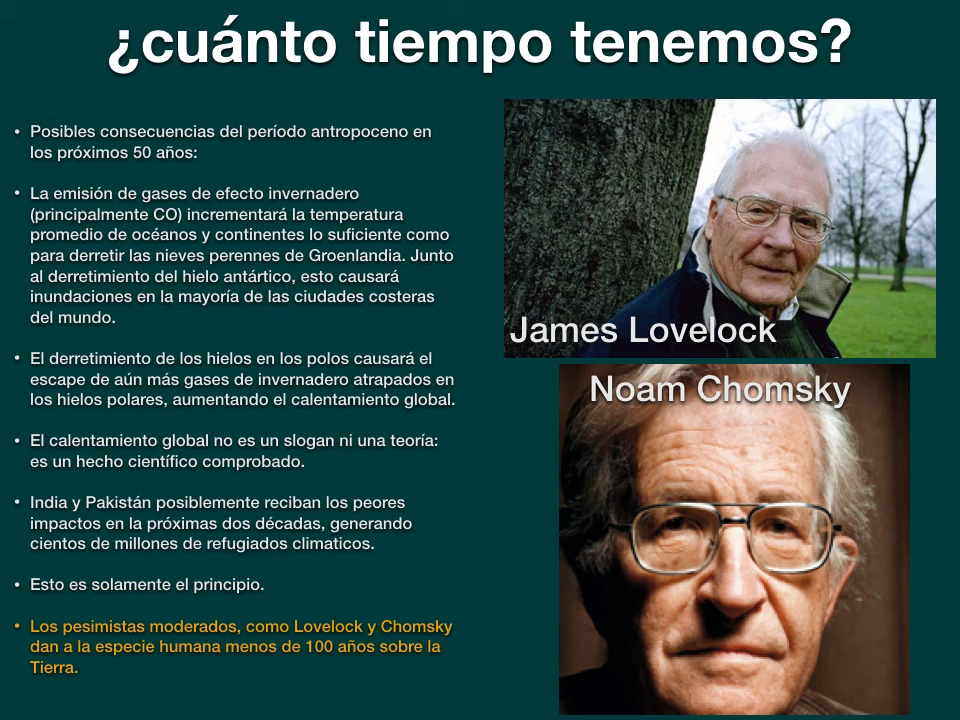 ¿cuánto tiempo tenemos?
• Posibles consecuencias del período antropoceno en
los próximos 50 años:
• La emisión de gases de efecto invernadero
(principalmente CO) incrementará la temperatura
promedio de océanos y continentes lo suficiente como
para derretir las nieves perennes de Groenlandia. Junto
al derretimiento del hielo antártico, esto causará
inundaciones en la mayoría de las ciudades costeras
del mundo.
• El derretimiento de los hielos en los polos causará el
escape de aún más gases de invernadero atrapados en
los hielos polares, aumentando el calentamiento global.
• El calentamiento global no es un slogan ni una teoría:
es un hecho científico comprobado.
• India y Pakistán posiblemente reciban los peores
impactos en la próximas dos décadas, generando
cientos de millones de refugiados climaticos.
• Esto es solamente el principio.
• Los pesimistas moderados, como Lovelock y Chomsky
dan a la especie humana menos de 100 años sobre la
Tierra.
James Lovelock
Noam Chomsky